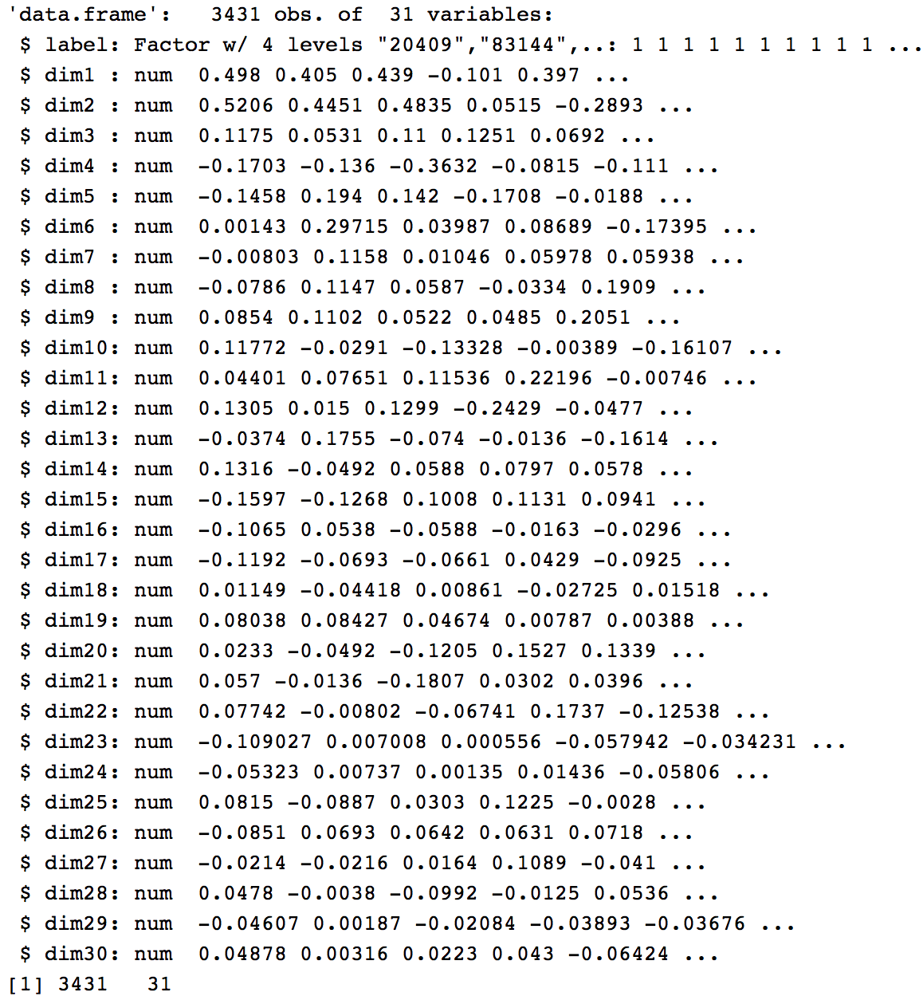 'data.frame':   3431 obs. of  31 variables:
 $ label: Factor w/ 4 levels "20409","83144",..: 1 1 1 1 1 1 1 1 1 1 ...
 $ dim1 : num  0.498 0.405 0.439 -0.101 0.397 ...
 $ dim2 : num  0.5206 0.4451 0.4835 0.0515 -0.2893 ...
 $ dim3 : num  0.1175 0.0531 0.11 0.1251 0.0692 ...
 $ dim4 : num  -0.1703 -0.136 -0.3632 -0.0815 -0.111 ...
 $ dim5 : num  -0.1458 0.194 0.142 -0.1708 -0.0188 ...
 $ dim6 : num  0.00143 0.29715 0.03987 0.08689 -0.17395 ...
 $ dim7 : num  -0.00803 0.1158 0.01046 0.05978 0.05938 ...
 $ dim8 : num  -0.0786 0.1147 0.0587 -0.0334 0.1909 ...
 $ dim9 : num  0.0854 0.1102 0.0522 0.0485 0.2051 ...
 $ dim10: num  0.11772 -0.0291 -0.13328 -0.00389 -0.16107 ...
 $ dim11: num  0.04401 0.07651 0.11536 0.22196 -0.00746 ...
 $ dim12: num  0.1305 0.015 0.1299 -0.2429 -0.0477 ...
 $ dim13: num  -0.0374 0.1755 -0.074 -0.0136 -0.1614 ...
 $ dim14: num  0.1316 -0.0492 0.0588 0.0797 0.0578 ...
 $ dim15: num  -0.1597 -0.1268 0.1008 0.1131 0.0941 ...
 $ dim16: num  -0.1065 0.0538 -0.0588 -0.0163 -0.0296 ...
 $ dim17: num  -0.1192 -0.0693 -0.0661 0.0429 -0.0925 ...
 $ dim18: num  0.01149 -0.04418 0.00861 -0.02725 0.01518 ...
 $ dim19: num  0.08038 0.08427 0.04674 0.00787 0.00388 ...
 $ dim20: num  0.0233 -0.0492 -0.1205 0.1527 0.1339 ...
 $ dim21: num  0.057 -0.0136 -0.1807 0.0302 0.0396 ...
 $ dim22: num  0.07742 -0.00802 -0.06741 0.1737 -0.12538 ...
 $ dim23: num  -0.109027 0.007008 0.000556 -0.057942 -0.034231 ...
 $ dim24: num  -0.05323 0.00737 0.00135 0.01436 -0.05806 ...
 $ dim25: num  0.0815 -0.0887 0.0303 0.1225 -0.0028 ...
 $ dim26: num  -0.0851 0.0693 0.0642 0.0631 0.0718 ...
 $ dim27: num  -0.0214 -0.0216 0.0164 0.1089 -0.041 ...
 $ dim28: num  0.0478 -0.0038 -0.0992 -0.0125 0.0536 ...
 $ dim29: num  -0.04607 0.00187 -0.02084 -0.03893 -0.03676 ...
 $ dim30: num  0.04878 0.00316 0.0223 0.043 -0.06424 ...
[1] 3431   31